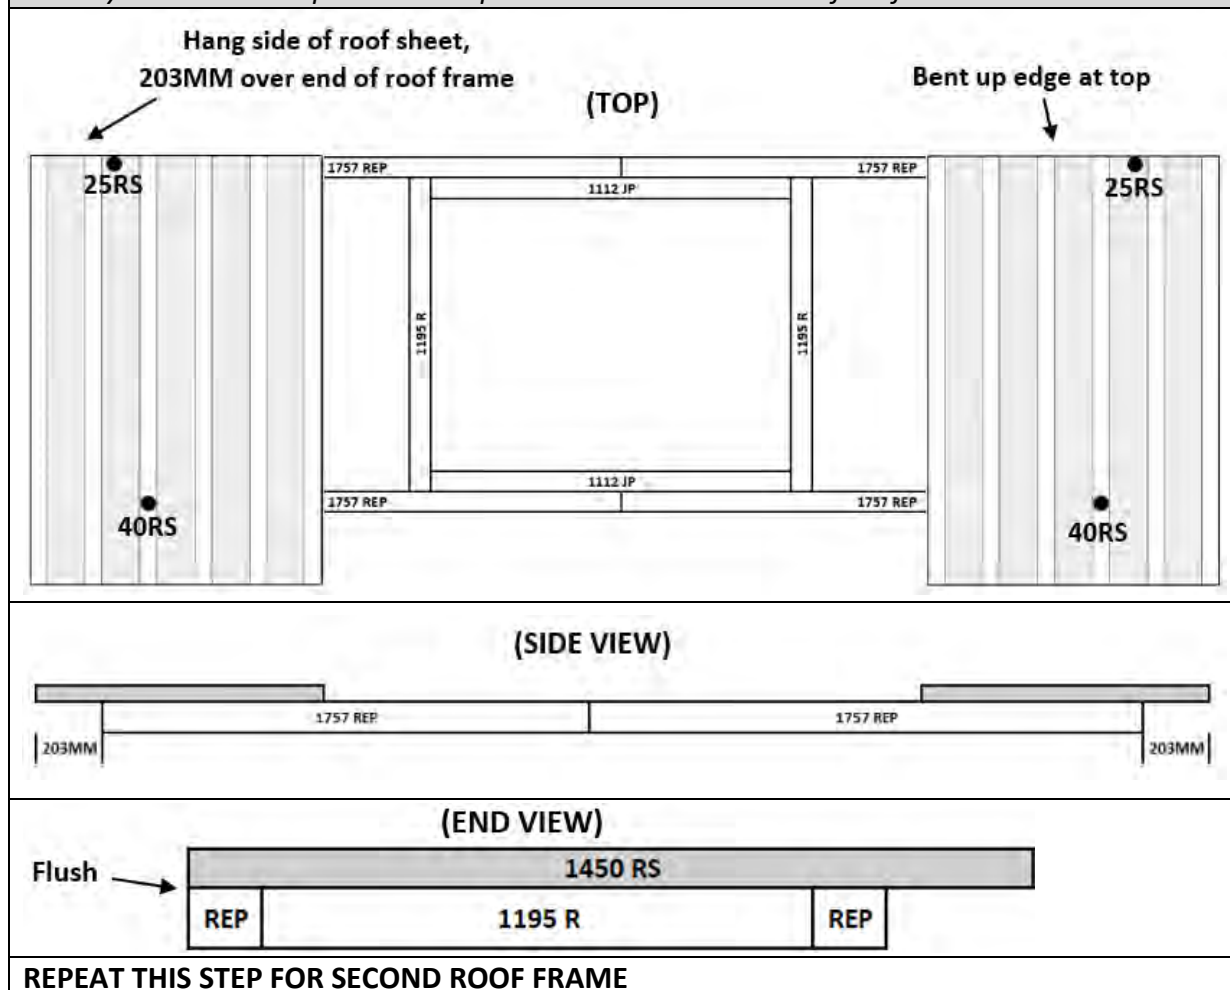 Hang side of roof sheet,
203MM over end of roof frame
(TOP)
Bent up edge at top
25RS
1757 REP
1757 REP
25RS
1112 JP
1195 R
1195 R
1112 JP
40RS
1757 REP
1757 REP
40RS
(SIDE VIEW)
1757 REP
1757 REP
203MM
203MM
(END VIEW)
Flush
1450 RS
REP
1195 R
REP
REPEAT THIS STEP FOR SECOND ROOF FRAME